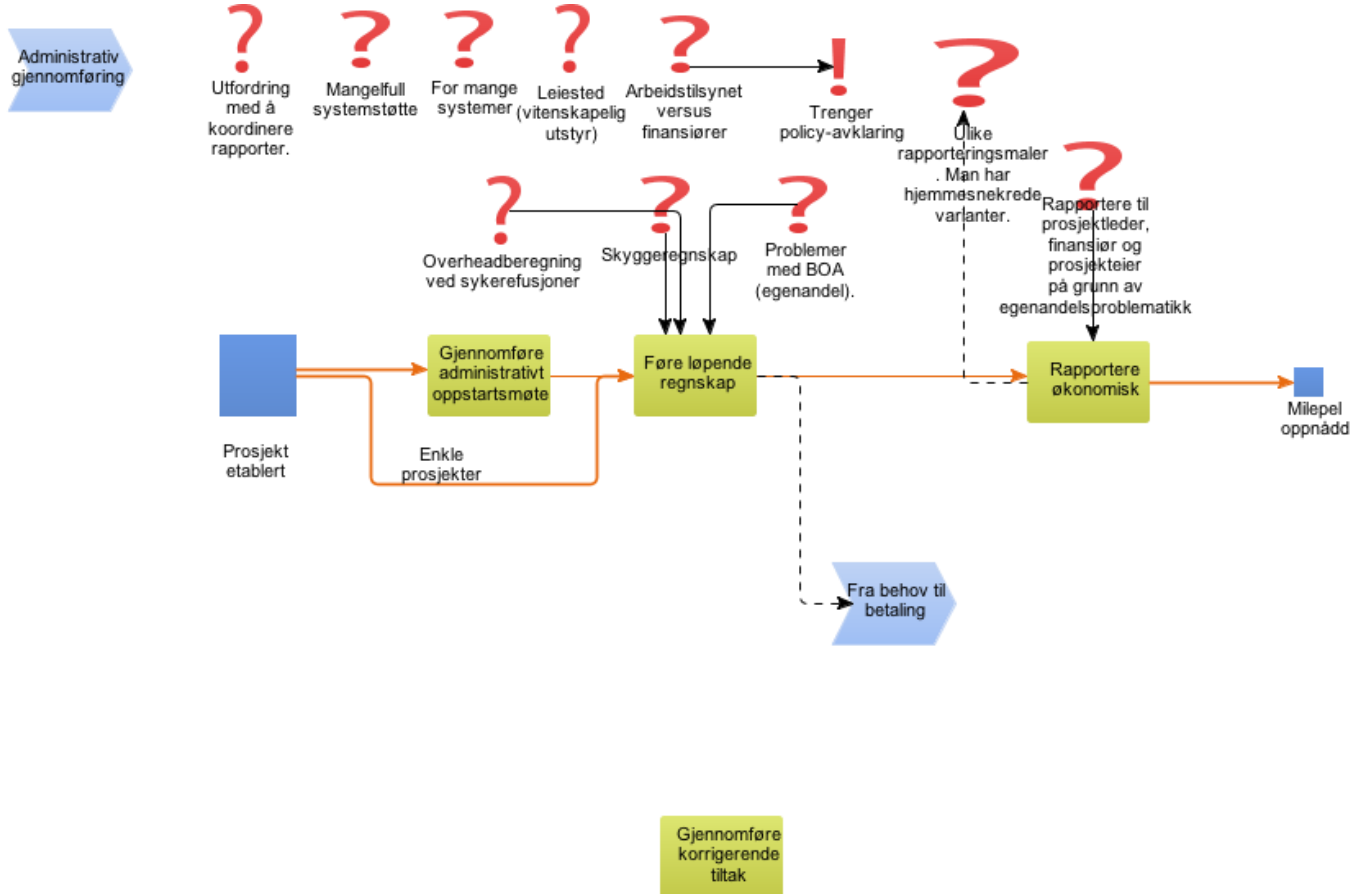 Administrativ
gjennomføring
Utfordring
med å
koordinere
rapporter.
Mangelfull
systemstøtte
For mange
systemer
Leiested
(vitenskapelig
utstyr)
Arbeidstilsynet
versus
finansiører
Trenger
policy-avklaring
Ulike
rapporteringsmaler
. Man har
hjemmesnekrede
varianter.
Rapportere til
prosjektleder,
finansiør og
prosjekteier
på grunn av
egenandelsproblematikk
Overheadberegning
ved sykerefusjoner
Skyggeregnskap
Problemer
med BOA
(egenandel).
Prosjekt
etablert
Gjennomføre
administrativt
oppstartsmøte
Enkle
prosjekter
Føre løpende
regnskap
Rapportere
økonomisk
Milepel
oppnådd
Fra behov til
betaling
Gjennomføre
korrigerende
tiltak